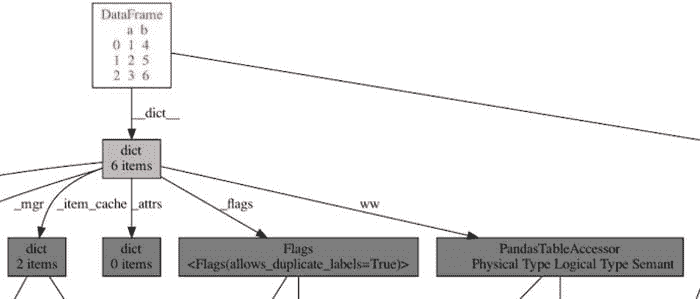 DataFrame
a b
0 1 4
1 2 5
2 3 6
__dict__
dict
6 items
_mgr
_item_cache
_attrs
_flags
ww
dict
2 items
dict
0 items
Flags
<Flags(allows_duplicate_labels=True)>
PandasTableAccessor
Physical Type Logical Type Semant